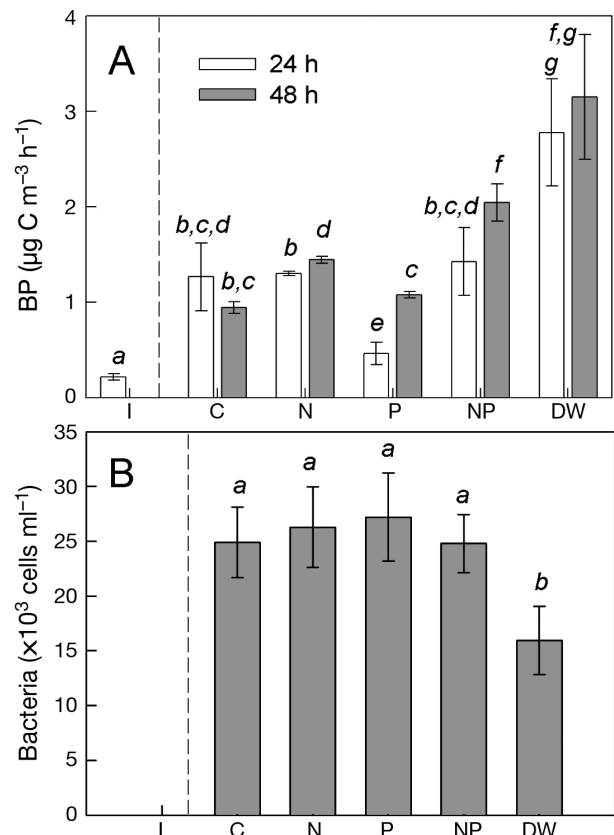 A
24 h
48 h
BP (µg C m⁻³ h⁻¹)
4
3
2
1
0
a
b,c,d
b,c
b
d
e
c
b,c,d
f
g
f,g
I
C
N
P
NP
DW
B
Bacteria (×10³ cells ml⁻¹)
35
30
25
20
15
10
5
0
a
a
a
a
b
I
C
N
P
NP
DW